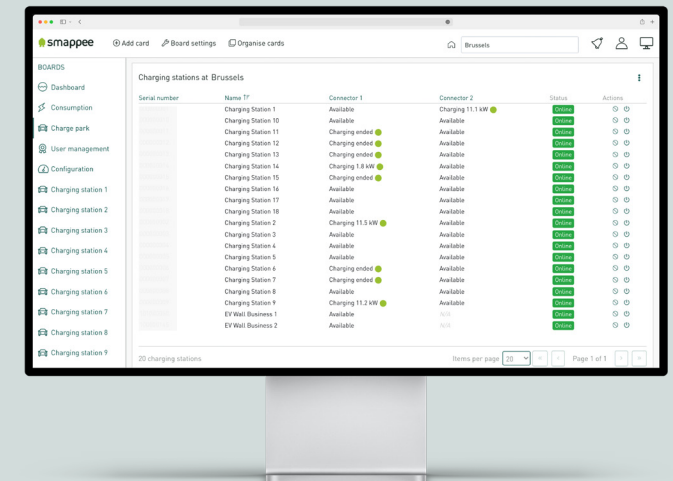 smappee Add card Board settings Organise cards Brussels
BOARDS
Dashboard
Consumption
Charge park
User management
Configuration
Charging station 1
Charging station 2
Charging station 3
Charging station 4
Charging station 5
Charging station 6
Charging station 7
Charging station 8
Charging station 9
Charging stations at Brussels
Serial number Name Connector 1 Connector 2 Status Actions
Charging Station 1 Available Charging 11.1 kW Online
Charging Station 10 Available Available Online
Charging Station 11 Charging ended Available Online
Charging Station 12 Charging ended Available Online
Charging Station 13 Charging ended Available Online
Charging Station 14 Charging 1.8 kW Available Online
Charging Station 15 Charging ended Available Online
Charging Station 16 Available Available Online
Charging Station 17 Available Available Online
Charging Station 18 Available Available Online
Charging Station 2 Charging 11.5 kW Available Online
Charging Station 3 Available Available Online
Charging Station 4 Available Available Online
Charging Station 5 Available Available Online
Charging Station 6 Charging ended Available Online
Charging Station 7 Charging ended Available Online
Charging Station 8 Available Available Online
Charging Station 9 Charging 11.2 kW Available Online
EV Wall Business 1 Available N/A Online
EV Wall Business 2 Available N/A Online
20 charging stations Items per page 20 Page 1 of 1